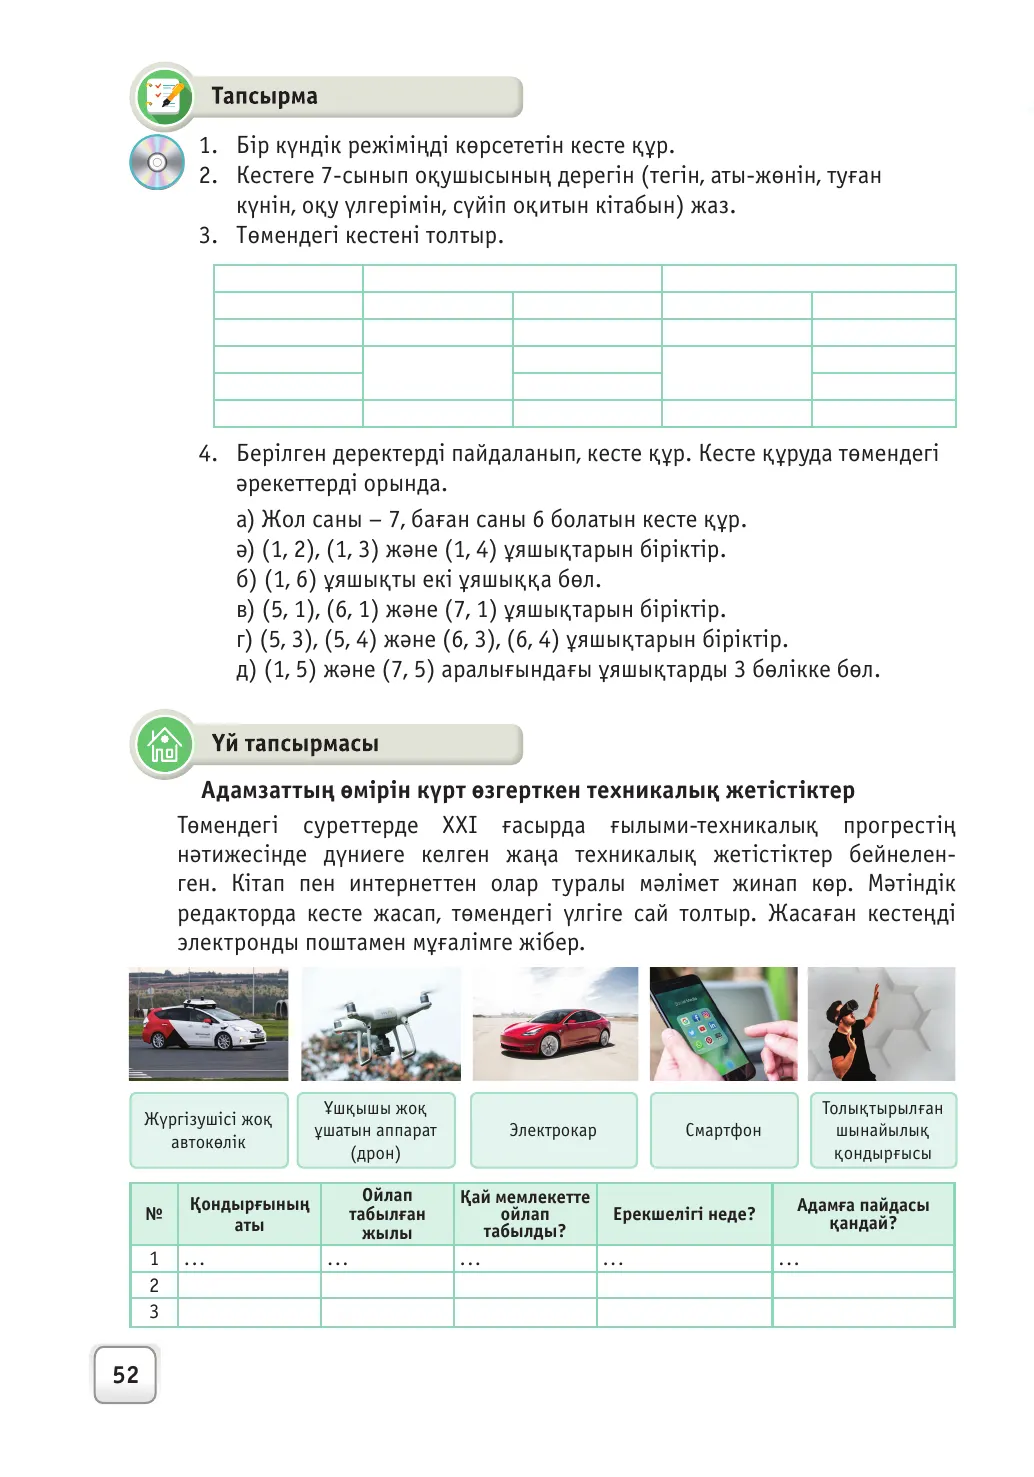 Тапсырма
1. Бір күндік режіміңді көрсететін кесте құр.
2. Кестеге 7-сынып оқушысының дерегін (тегін, аты-жөнін, туған
күнін, оқу үлгерімін, сүйіп оқитын кітабын) жаз.
3. Төмендегі кестені толтыр.
4. Берілген деректерді пайдаланып, кесте құр. Кесте құруда төмендегі
әрекеттерді орында.
а) Жол саны – 7, баған саны 6 болатын кесте құр.
ә) (1, 2), (1, 3) және (1, 4) ұяшықтарын біріктір.
б) (1, 6) ұяшықты екі ұяшыққа бөл.
в) (5, 1), (6, 1) және (7, 1) ұяшықтарын біріктір.
г) (5, 3), (5, 4) және (6, 3), (6, 4) ұяшықтарын біріктір.
д) (1, 5) және (7, 5) аралығындағы ұяшықтарды 3 бөлікке бөл.
Үй тапсырмасы
Адамзаттың өмірін күрт өзгерткен техникалық жетістіктер
Төмендегі суреттерде XXI ғасырда ғылыми-техникалық прогрестің
нәтижесінде дүниеге келген жаңа техникалық жетістіктер бейнелен-
ген. Кітап пен интернеттен олар туралы мәлімет жинап көр. Мәтіндік
редакторда кесте жасап, төмендегі үлгіге сай толтыр. Жасаған кестеңді
электронды поштамен мұғалімге жібер.
Жүргізушісі жоқ
автокөлік
Ұшқышы жоқ
ұшатын аппарат
(дрон)
Электрокар
Смартфон
Толықтырылған
шынайылық
қондырғысы
№
Қондырғының
аты
Ойлап
табылған
жылы
Қай мемлекетте
ойлап
табылды?
Ерекшелігі неде?
Адамға пайдасы
қандай?
1 ... ... ... ... ...
2
3
52